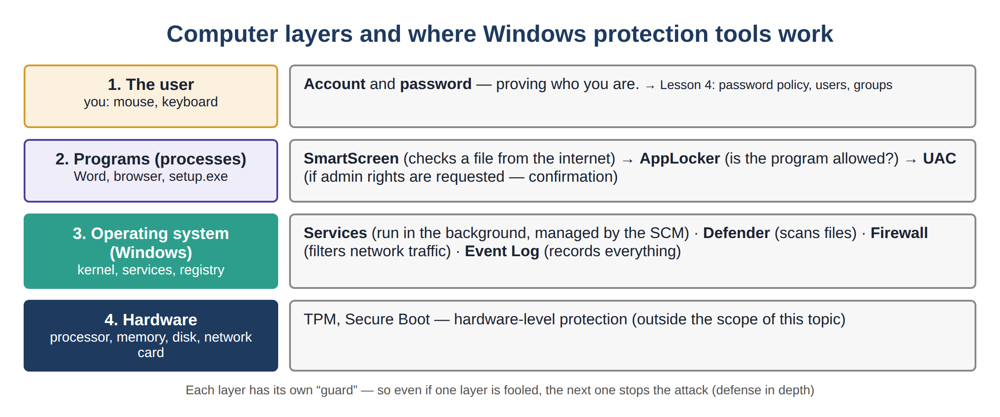 Computer layers and where Windows protection tools work
1. The user
you: mouse, keyboard
Account and password — proving who you are. → Lesson 4: password policy, users, groups
2. Programs (processes)
Word, browser, setup.exe
SmartScreen (checks a file from the internet) → AppLocker (is the program allowed?) → UAC
(if admin rights are requested — confirmation)
3. Operating system
(Windows)
kernel, services, registry
Services (run in the background, managed by the SCM) · Defender (scans files) · Firewall
(filters network traffic) · Event Log (records everything)
4. Hardware
processor, memory, disk, network
card
TPM, Secure Boot — hardware-level protection (outside the scope of this topic)
Each layer has its own “guard” — so even if one layer is fooled, the next one stops the attack (defense in depth)